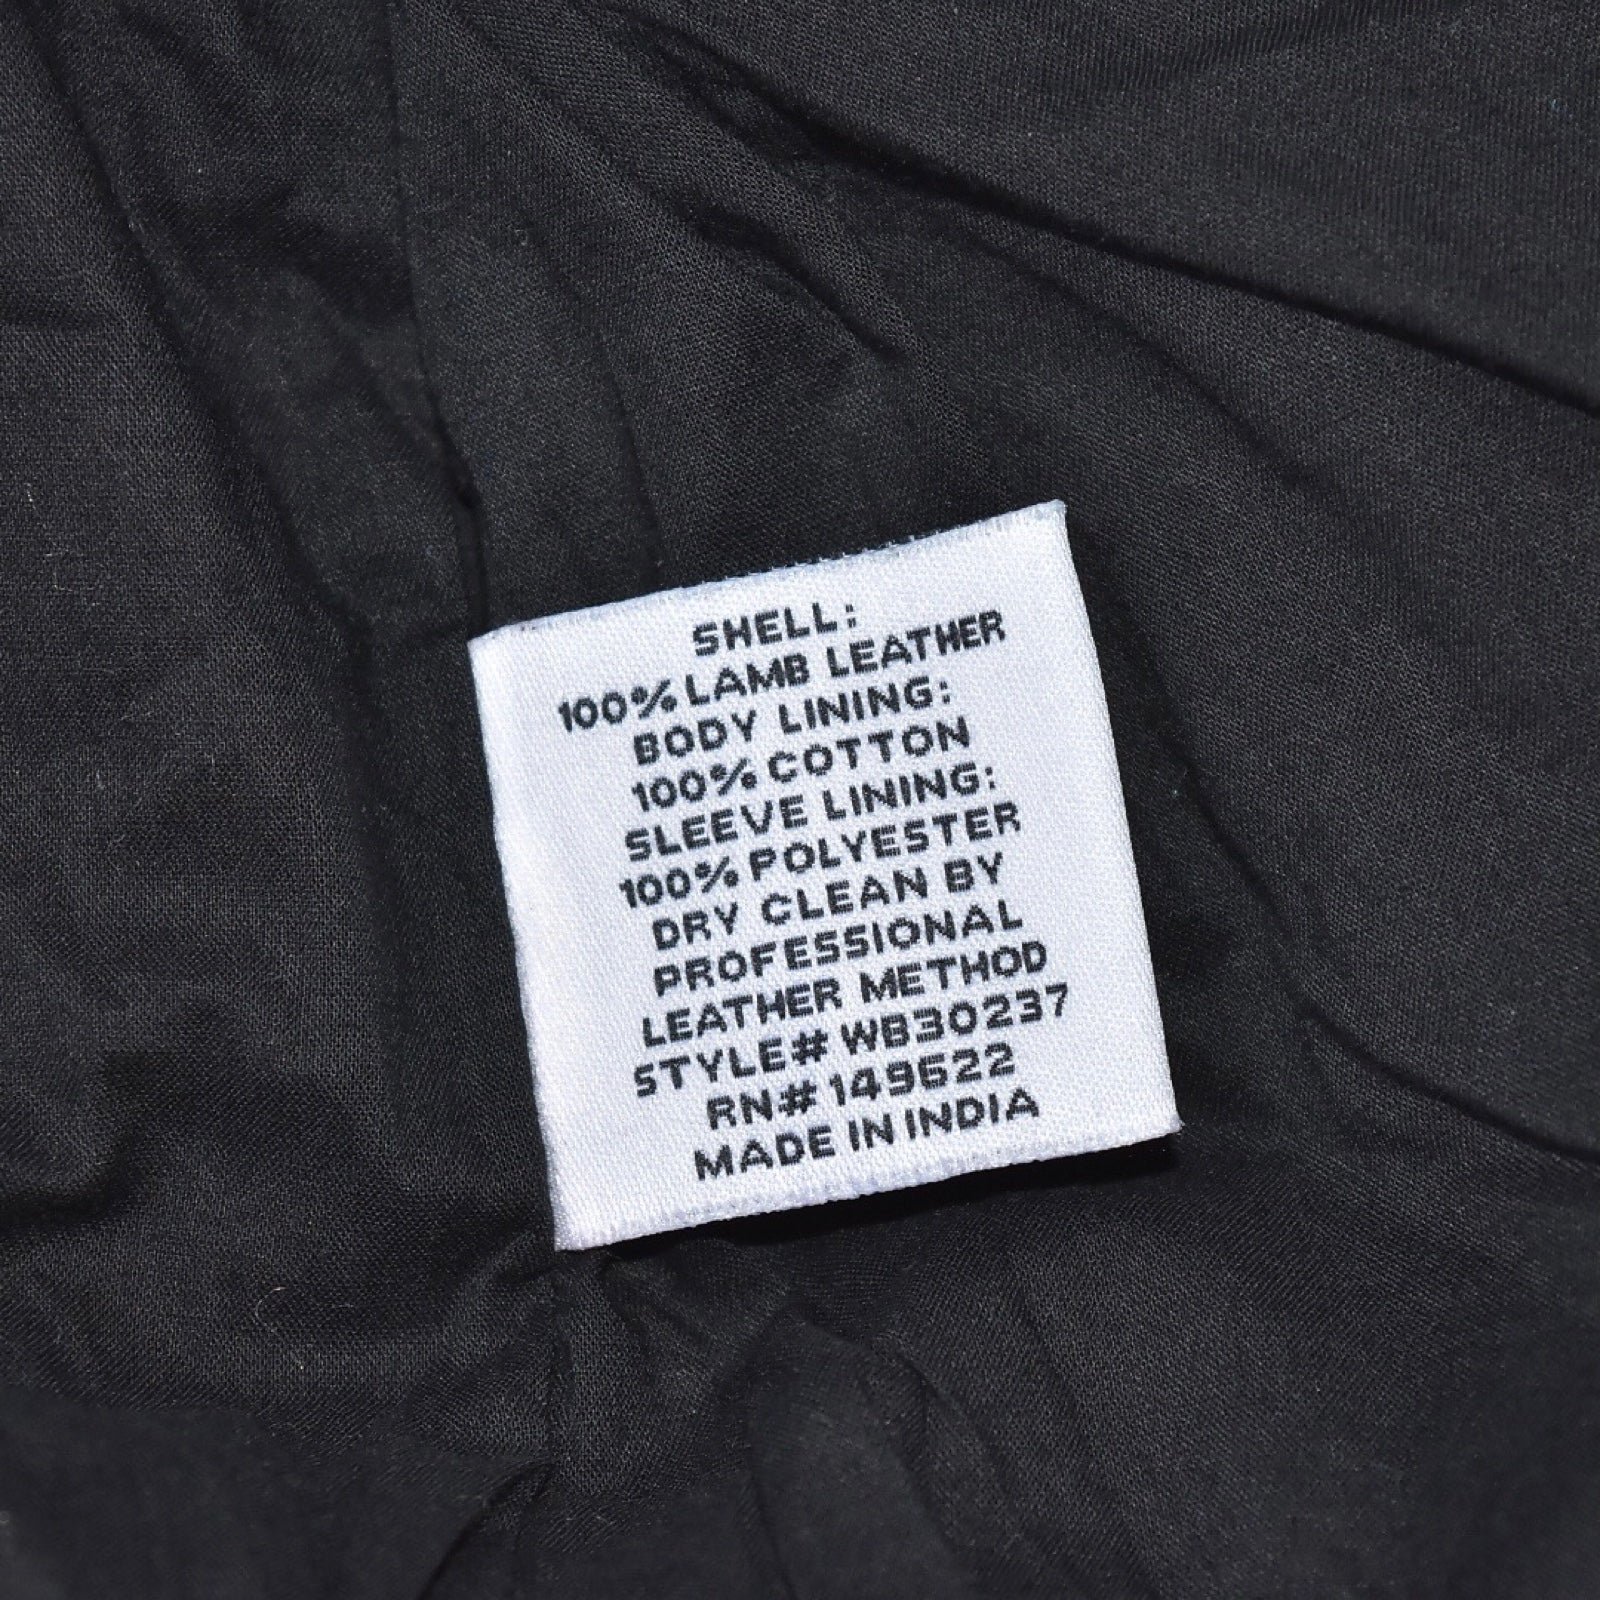 SHELL:
100% LAMB LEATHER
BODY LINING:
100% COTTON
SLEEVE LINING:
100% POLYESTER
DRY CLEAN BY
PROFESSIONAL
LEATHER METHOD
STYLE# WB30237
RN# 149622
MADE IN INDIA